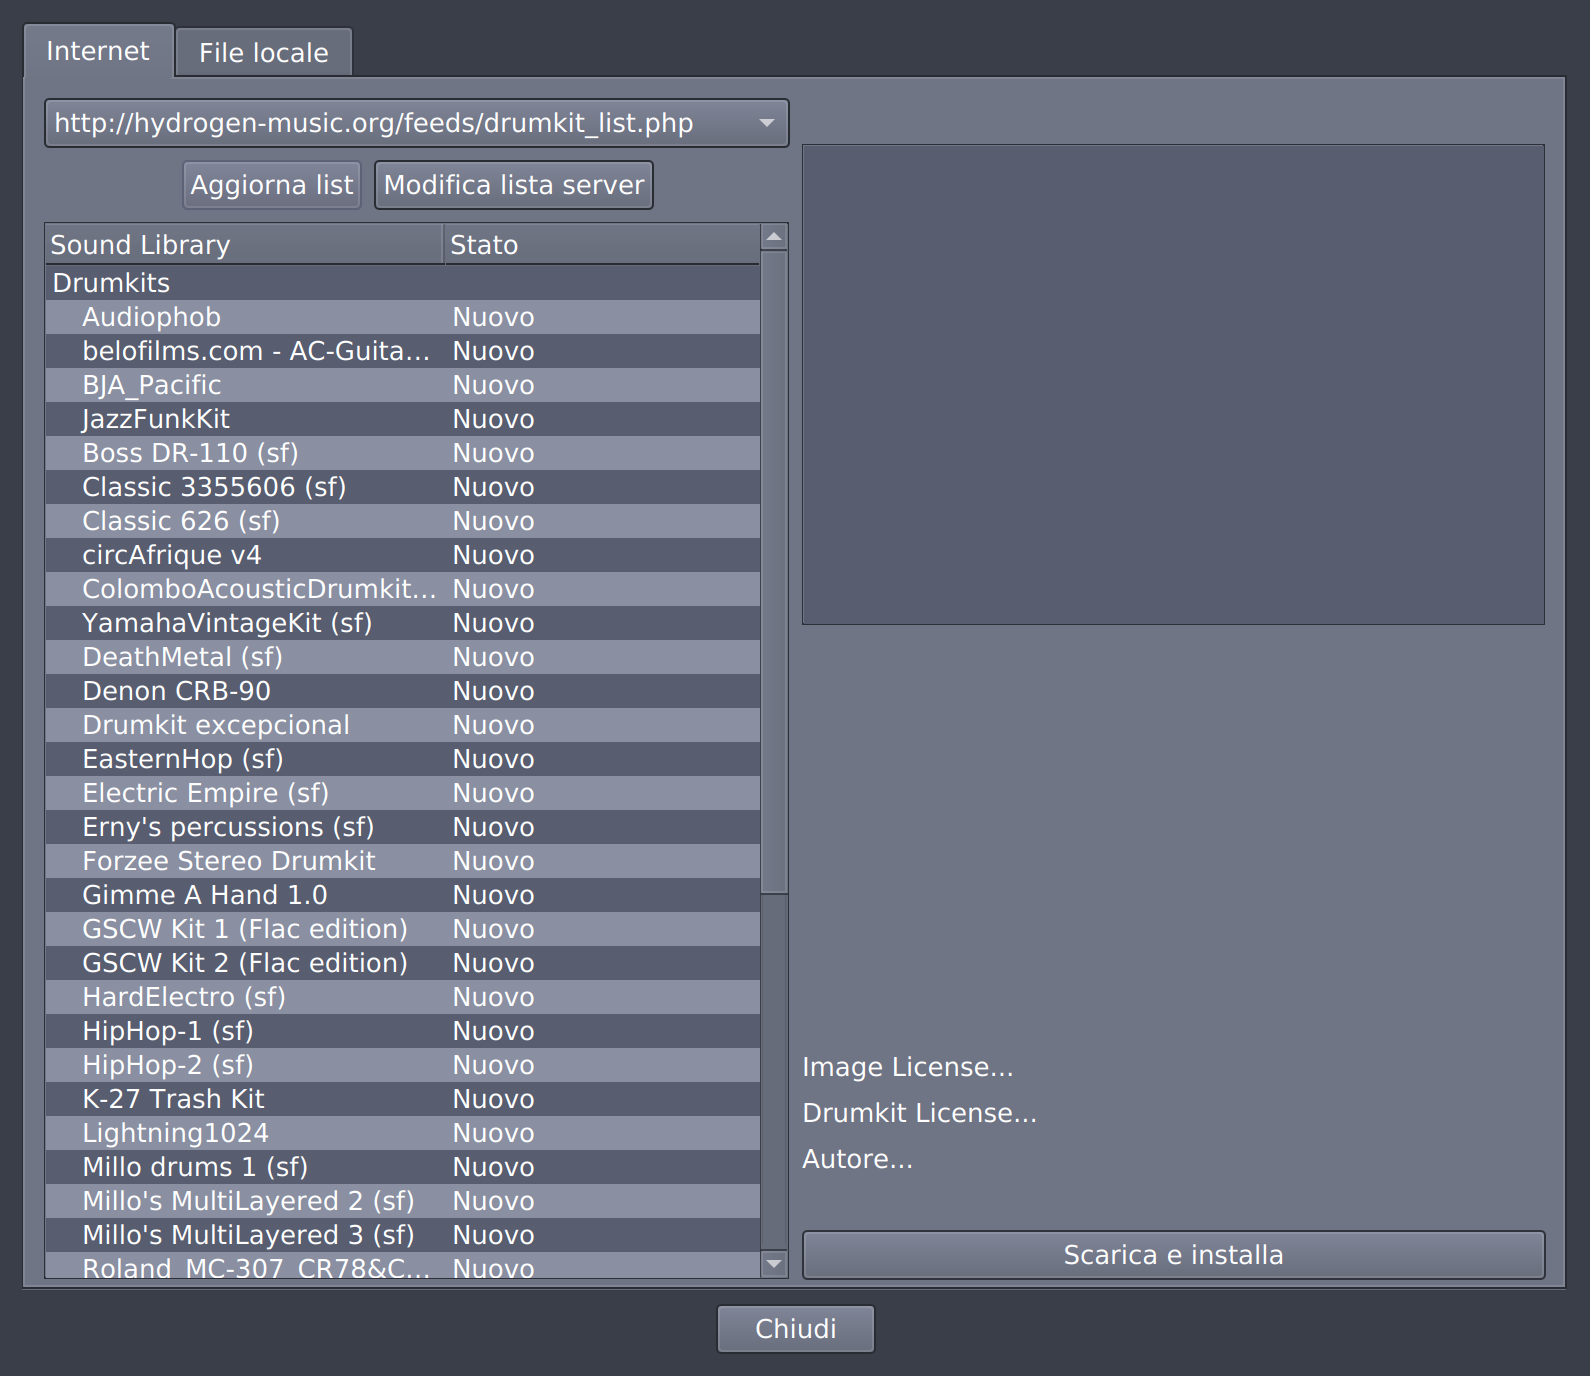 Internet
File locale
http://hydrogen-music.org/feeds/drumkit_list.php
Aggiorna list
Modifica lista server
Sound Library Stato
Drumkits
Audiophob Nuovo
belofilms.com - AC-Guita... Nuovo
BJA_Pacific Nuovo
JazzFunkKit Nuovo
Boss DR-110 (sf) Nuovo
Classic 3355606 (sf) Nuovo
Classic 626 (sf) Nuovo
circAfrique v4 Nuovo
ColomboAcousticDrumkit... Nuovo
YamahaVintageKit (sf) Nuovo
DeathMetal (sf) Nuovo
Denon CRB-90 Nuovo
Drumkit excepcional Nuovo
EasternHop (sf) Nuovo
Electric Empire (sf) Nuovo
Erny's percussions (sf) Nuovo
Forzee Stereo Drumkit Nuovo
Gimme A Hand 1.0 Nuovo
GSCW Kit 1 (Flac edition) Nuovo
GSCW Kit 2 (Flac edition) Nuovo
HardElectro (sf) Nuovo
HipHop-1 (sf) Nuovo
HipHop-2 (sf) Nuovo
K-27 Trash Kit Nuovo
Lightning1024 Nuovo
Millo drums 1 (sf) Nuovo
Millo's MultiLayered 2 (sf) Nuovo
Millo's MultiLayered 3 (sf) Nuovo
Roland_MC-307_CR78&C... Nuovo
Image License...
Drumkit License...
Autore...
Scarica e installa
Chiudi